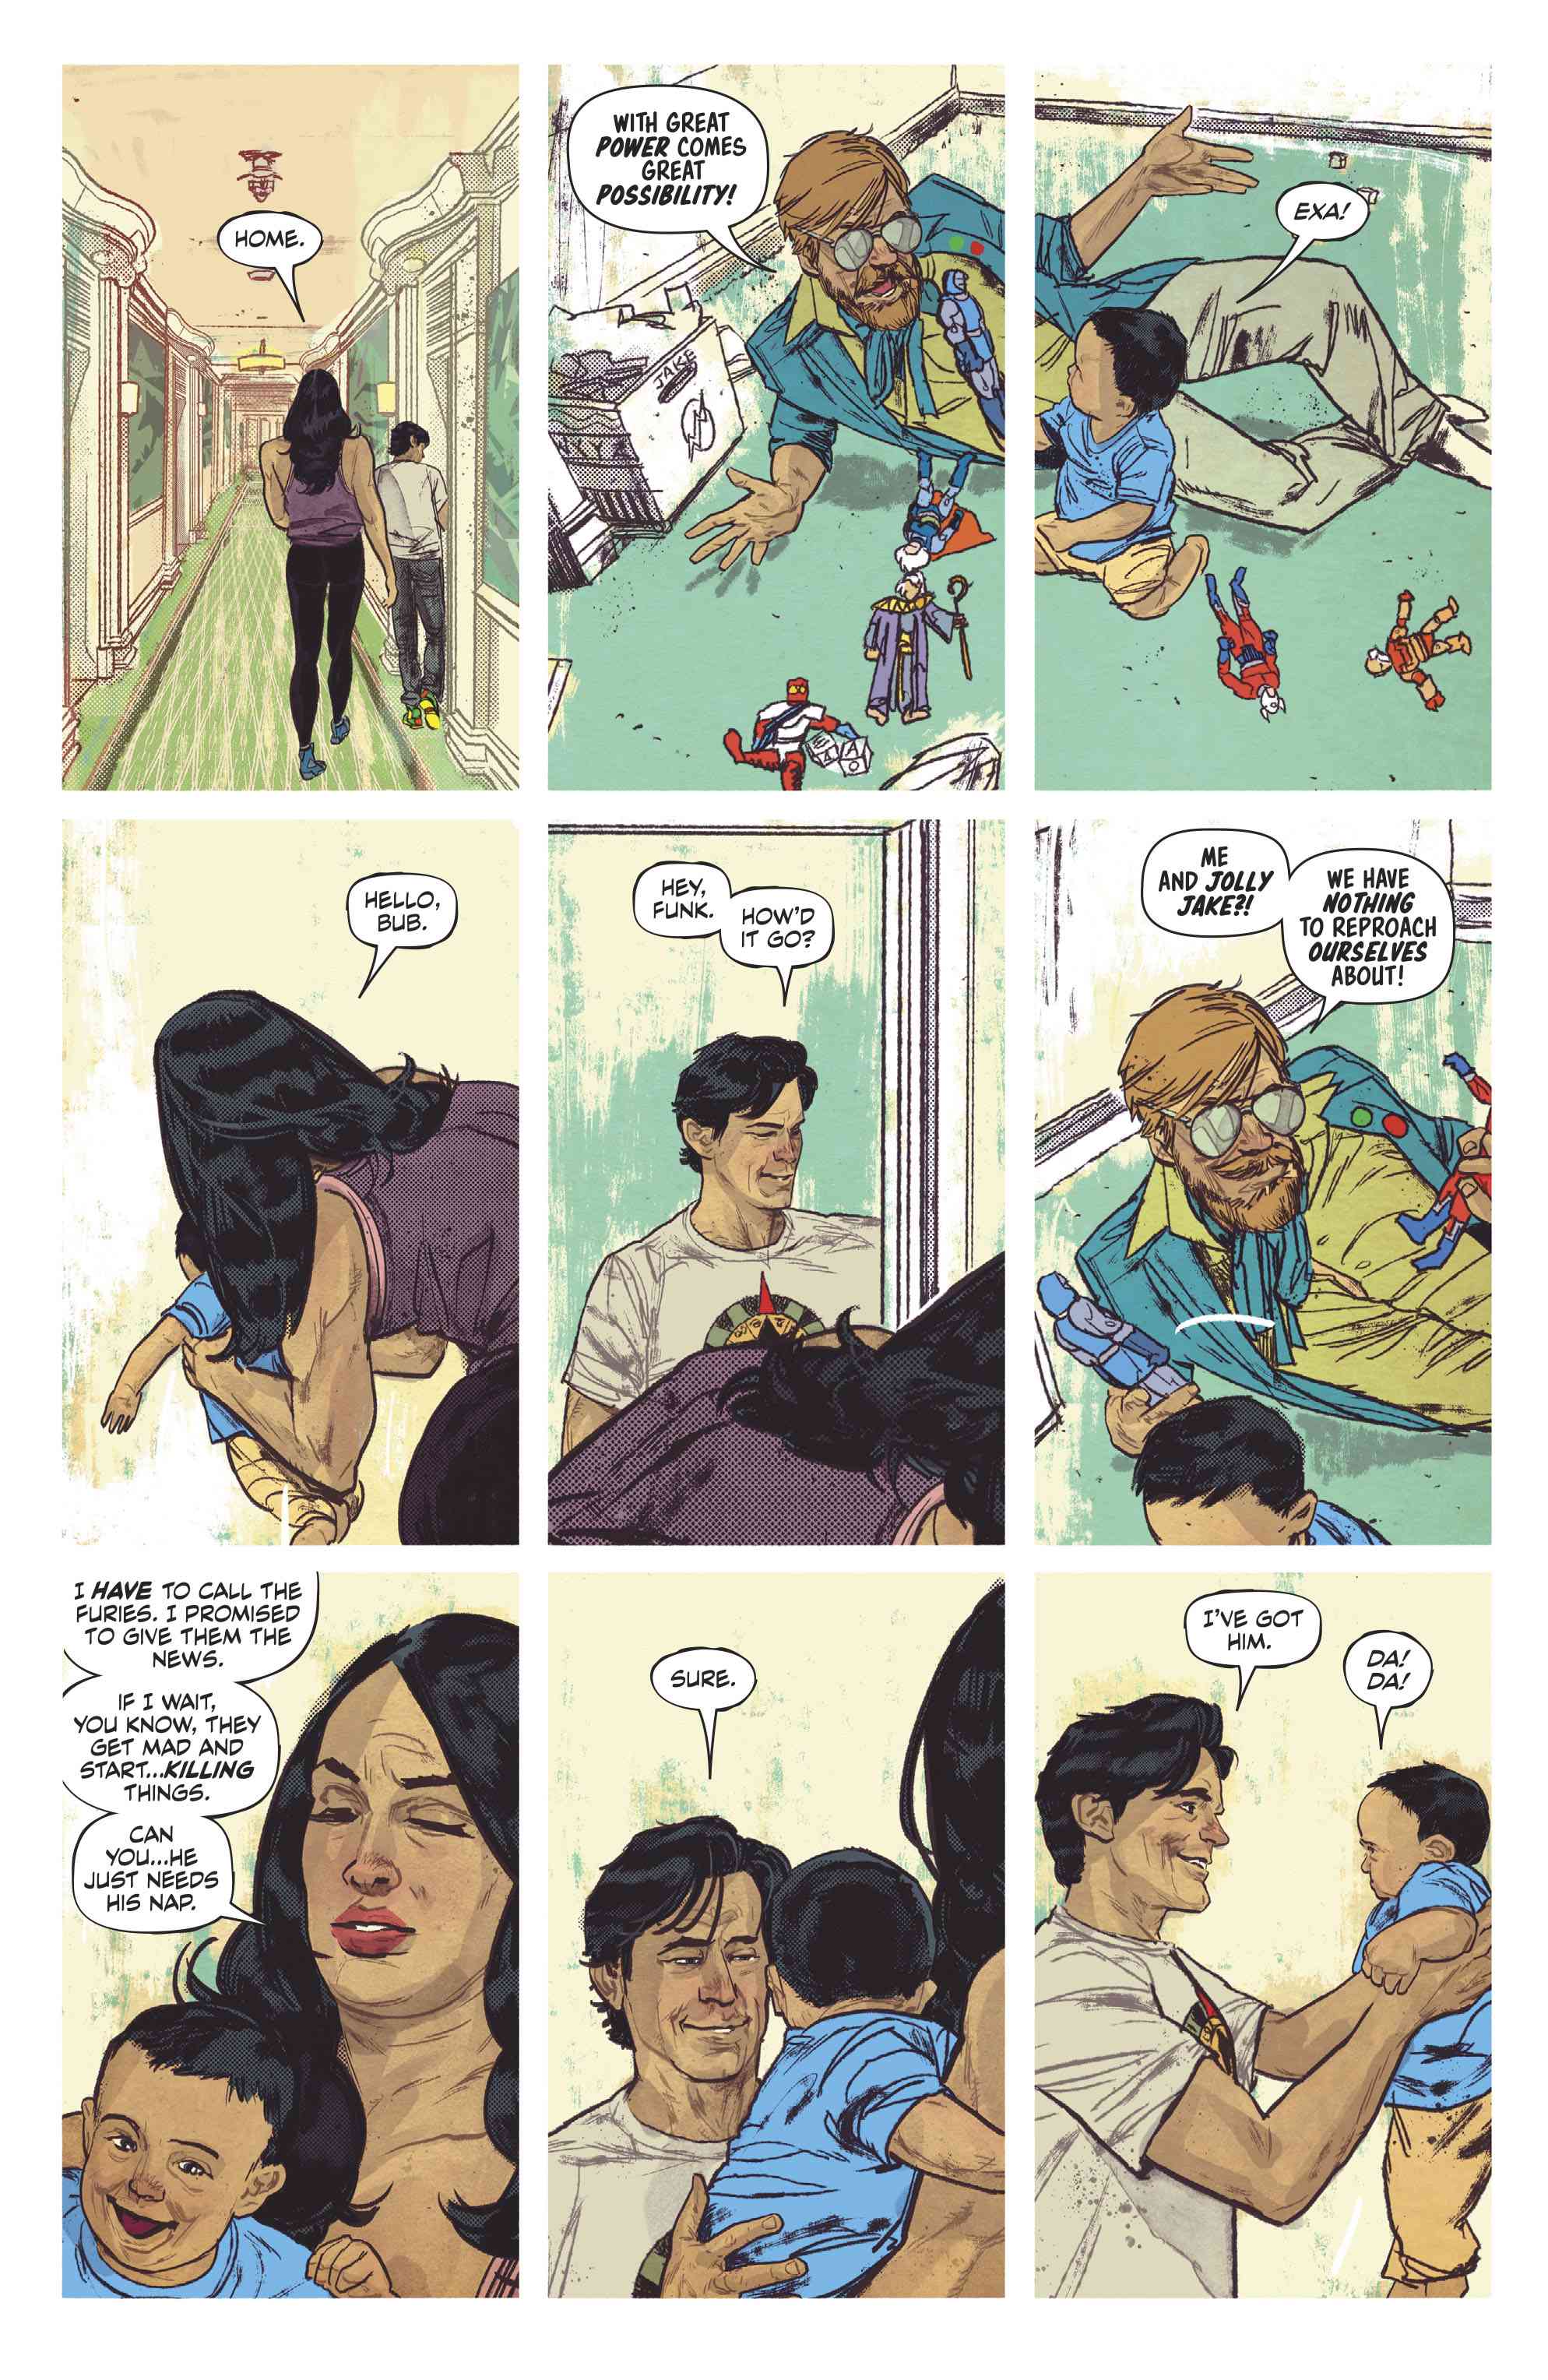 HOME.
WITH GREAT
POWER COMES
GREAT
POSSIBILITY!
JAKE
A
O
EXA!
HELLO,
BUB.
HEY,
FUNK.
HOW'D
IT GO?
ME
AND JOLLY
JAKE?!
WE HAVE
NOTHING
TO REPROACH
OURSELVES
ABOUT!
I HAVE TO CALL THE
FURIES. I PROMISED
TO GIVE THEM THE
NEWS.
IF I WAIT,
YOU KNOW, THEY
GET MAD AND
START...KILLING
THINGS.
CAN
YOU...HE
JUST NEEDS
HIS NAP.
SURE.
I'VE GOT
HIM.
DA!
DA!